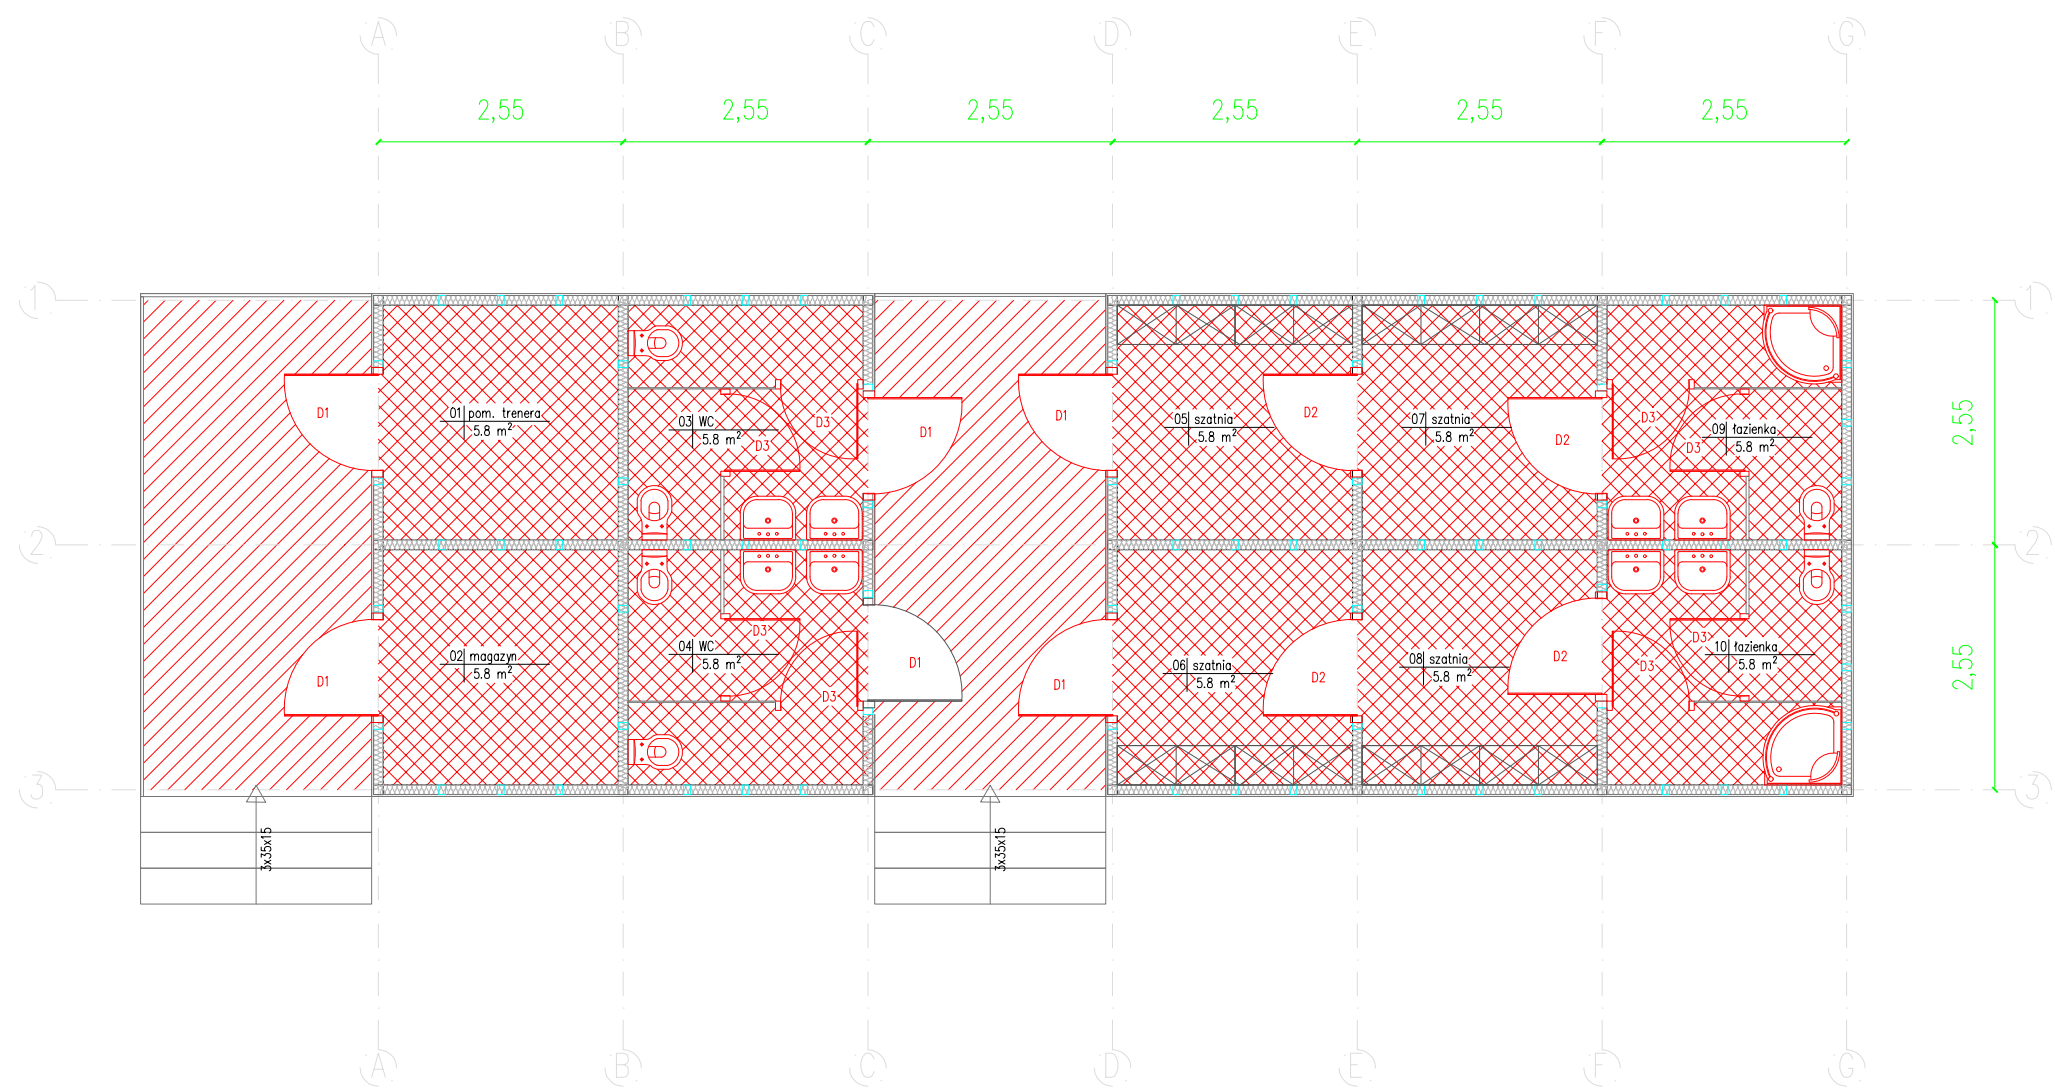 A B C D E F G
2,55 2,55 2,55 2,55 2,55 2,55
1 1
D1 D1 D1 D2 D2
01 pom. trenera
5.8 m²
03 WC
5.8 m²
D3
D3
05 szatnia
5.8 m²
07 szatnia
5.8 m²
D3
D3
09 łazienka
5.8 m²
2,55
2 2
D1 D1 D1 D2 D2
02 magazyn
5.8 m²
04 WC
5.8 m²
D3
D3
06 szatnia
5.8 m²
08 szatnia
5.8 m²
D3
D3
10 łazienka
5.8 m²
2,55
3 3
3x35x15 3x35x15
A B C D E F G